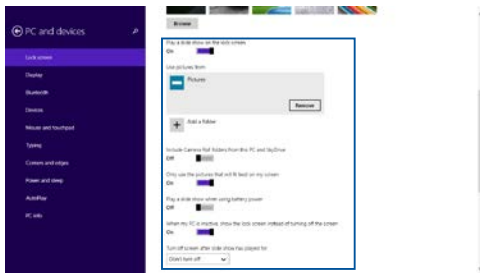 PC and devices
Lock screen
Display
Bluetooth
Devices
Mouse and touchpad
Typing
Corners and edges
Power and sleep
AutoPlay
PC info
Browse
Play a slide show on the lock screen
On
Use pictures from
Pictures
Remove
Add a folder
Include Camera Roll folders from this PC and SkyDrive
Off
Only use the pictures that will fit best on my screen
On
Play a slide show when using battery power
Off
When my PC is inactive, show the lock screen instead of turning off the screen
On
Turn off screen after slide show has played for
Don't turn off